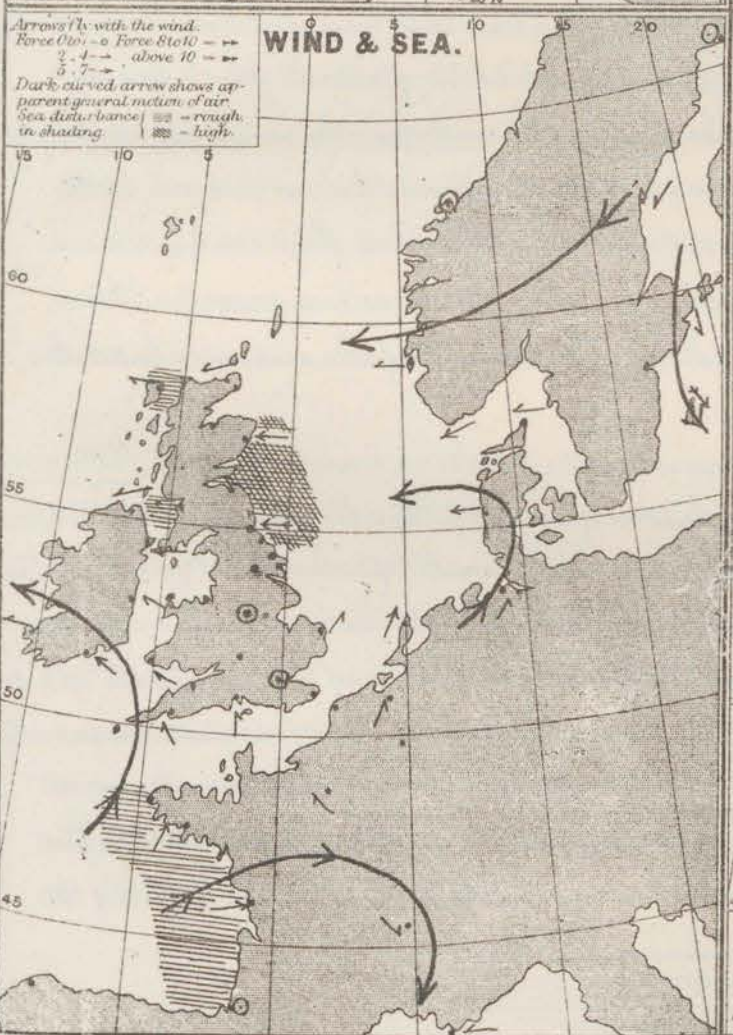 Arrows fly with the wind.
Force 0 to 1 - o Force 8 to 10 =
2 - 4 - above 10 =
5 - 7 -
Dark curved arrow shows ap-
parent general motion of air.
Sea disturbance = rough.
in shading. = high.
WIND & SEA.
0 5 10 15 20
15 10 5
60
55
50
45